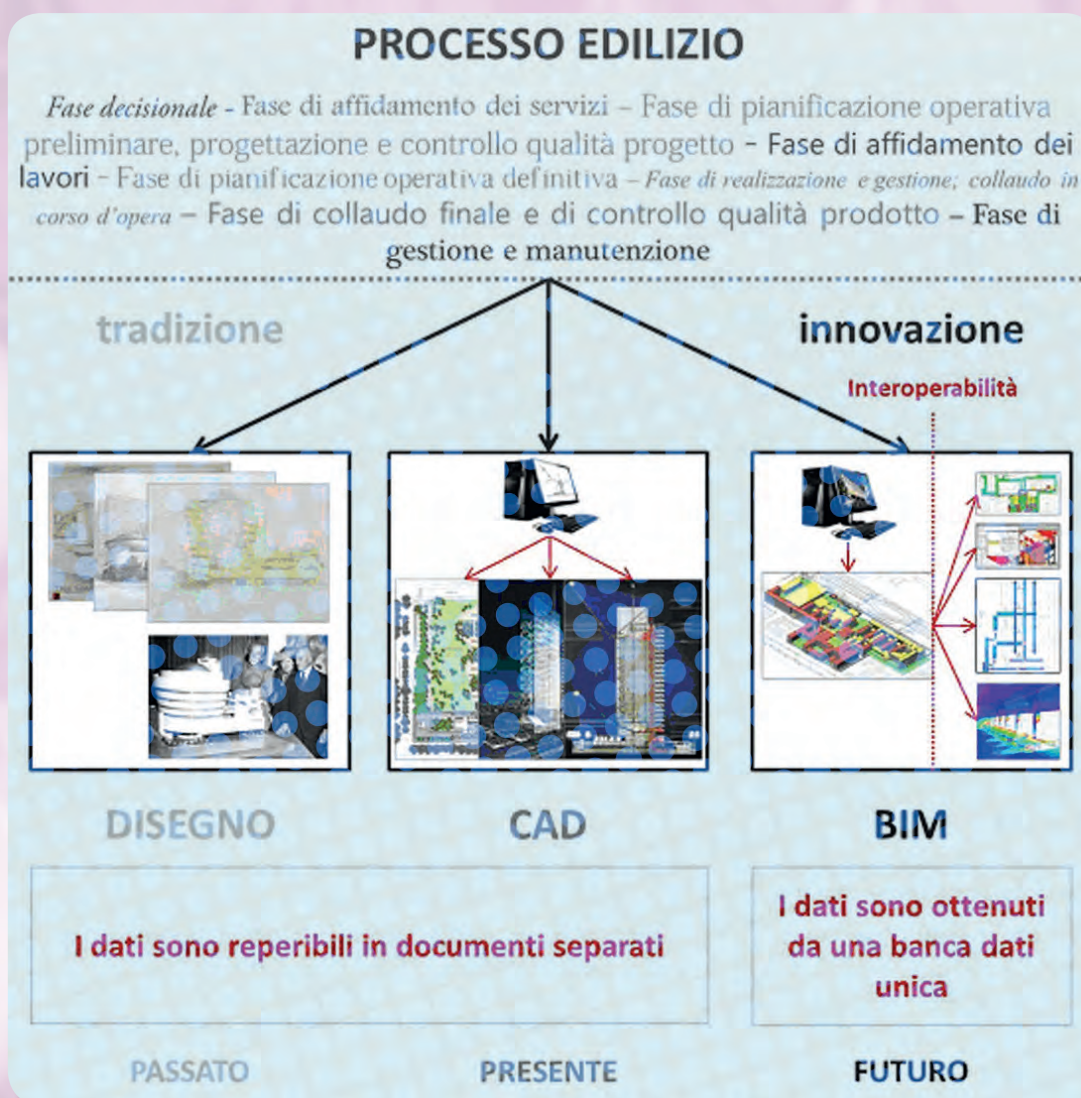 PROCESSO EDILIZIO
Fase decisionale - Fase di affidamento dei servizi – Fase di pianificazione operativa
preliminare, progettazione e controllo qualità progetto – Fase di affidamento dei
lavori – Fase di pianificazione operativa definitiva – Fase di realizzazione e gestione; collaudo in
corso d'opera – Fase di collaudo finale e di controllo qualità prodotto – Fase di
gestione e manutenzione
tradizione
innovazione
Interoperabilità
DISEGNO
CAD
BIM
I dati sono reperibili in documenti separati
I dati sono ottenuti
da una banca dati
unica
PASSATO
PRESENTE
FUTURO